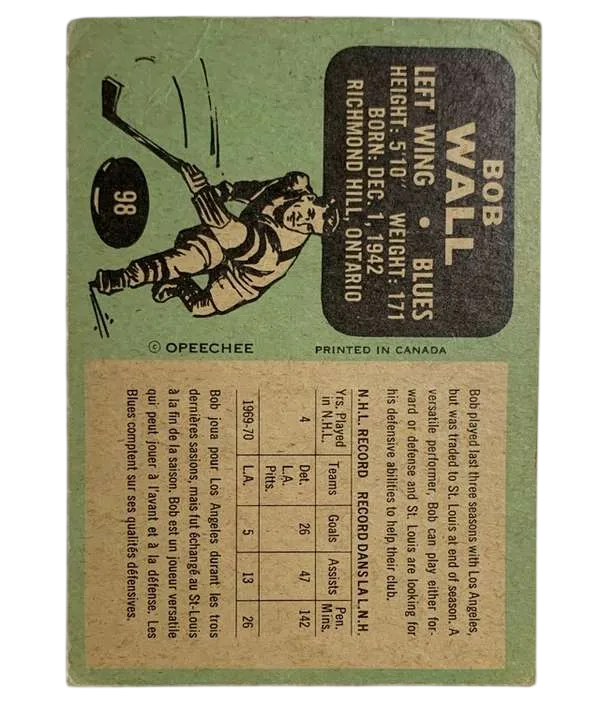 BOB
WALL
LEFT WING • BLUES
HEIGHT: 5'10" WEIGHT: 171
BORN: DEC. 1, 1942
RICHMOND HILL, ONTARIO
98
© OPEECHEE
PRINTED IN CANADA
Bob played last three seasons with Los Angeles,
but was traded to St. Louis at end of season. A
versatile performer, Bob can play either for-
ward or defense and St. Louis are looking for
his defensive abilities to help their club.
N.H.L. RECORD RECORD DANS LA L.N.H.
Yrs. Played in N.H.L. Teams Goals Assists Pen. Mins.
4 Det. L.A. Pitts. 26 47 142
1969-70 L.A. 5 13 26
Bob joua pour Los Angeles durant les trois
dernières sasions, mais fut échangé au St-Louis
à la fin de la saison. Bob est un joueur versatile
qui peut jouer à l'avant et à la défense. Les
Blues comptent sur ses qualités défensives.